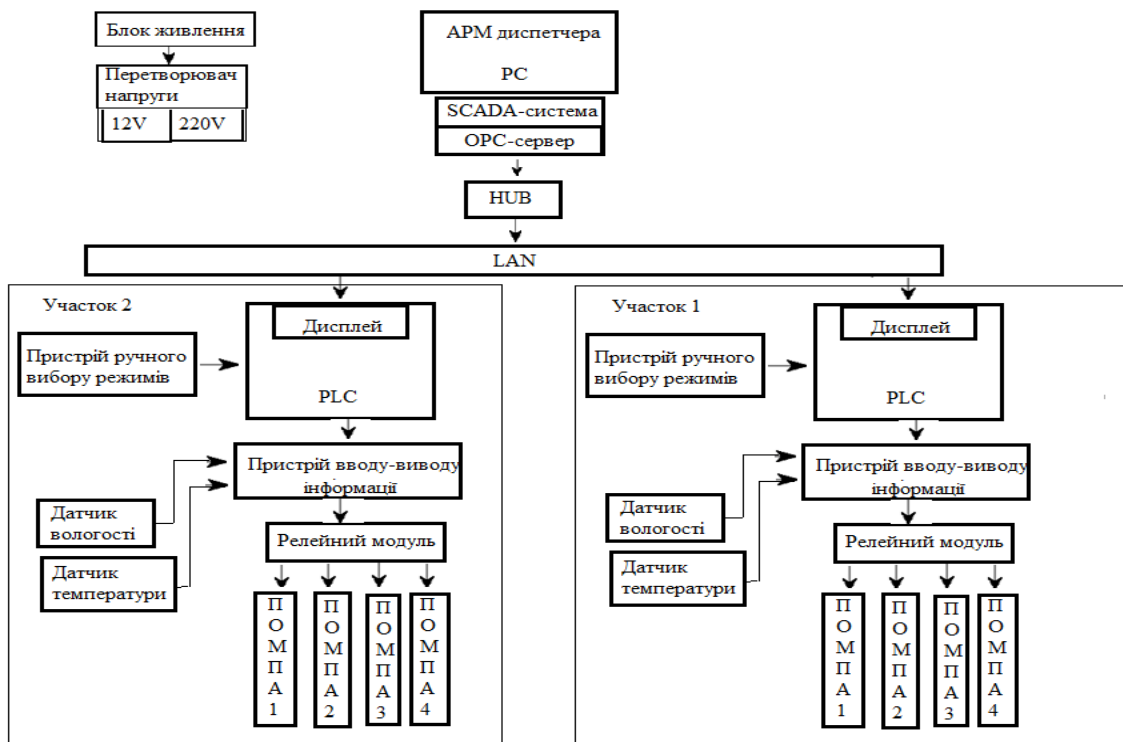 Блок живлення
Перетворювач
напруги
12V 220V
АРМ диспетчера
PC
SCADA-система
OPC-сервер
HUB
LAN
Участок 2
Дисплей
Пристрій ручного
вибору режимів
PLC
Пристрій вводу-виводу
інформації
Датчик
вологості
Релейний модуль
Датчик
температури
ПОМПА1
ПОМПА2
ПОМПА3
ПОМПА4
Участок 1
Дисплей
Пристрій ручного
вибору режимів
PLC
Пристрій вводу-виводу
інформації
Датчик
вологості
Релейний модуль
Датчик
температури
ПОМПА1
ПОМПА2
ПОМПА3
ПОМПА4